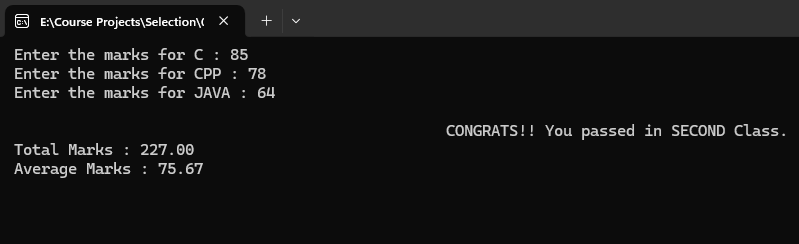 E:\Course Projects\Selection\(
Enter the marks for C : 85
Enter the marks for CPP : 78
Enter the marks for JAVA : 64
CONGRATS!! You passed in SECOND Class.
Total Marks : 227.00
Average Marks : 75.67